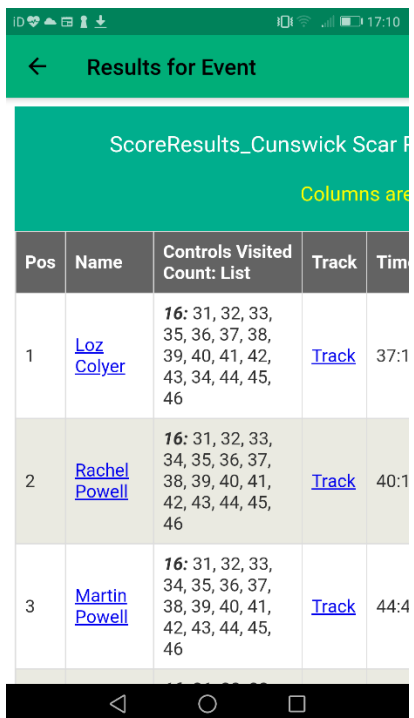 iD 17:10
Results for Event
ScoreResults_Cunswick Scar
Columns are
Pos Name Controls Visited Count: List Track Time
1 Loz Colyer 16: 31, 32, 33,
35, 36, 37, 38,
39, 40, 41, 42,
43, 34, 44, 45,
46 Track 37:1
2 Rachel Powell 16: 31, 32, 33,
34, 35, 36, 37,
38, 39, 40, 41,
42, 43, 44, 45,
46 Track 40:1
3 Martin Powell 16: 31, 32, 33,
34, 35, 36, 37,
38, 39, 40, 41,
42, 43, 44, 45,
46 Track 44:4